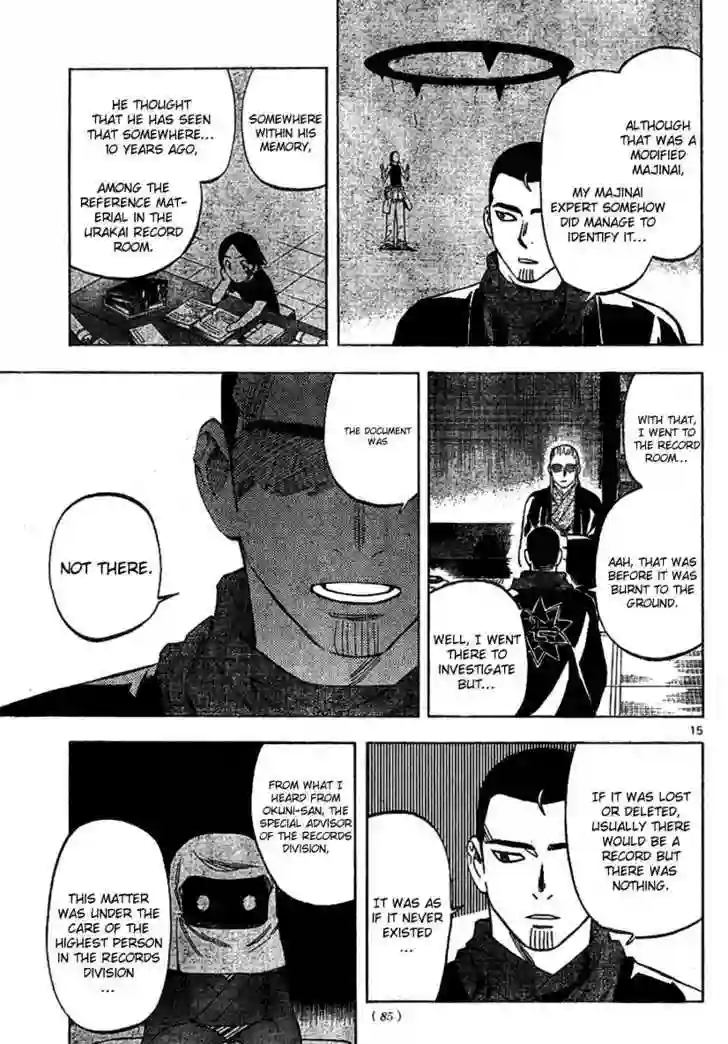 ALTHOUGH
THAT WAS A
MODIFIED
MAJINAI,
MY MAJINAI
EXPERT SOMEHOW
DID MANAGE TO
IDENTIFY IT...
SOMEWHERE
WITHIN HIS
MEMORY,
HE THOUGHT
THAT HE HAS SEEN
THAT SOMEWHERE...
10 YEARS AGO,
AMONG THE
REFERENCE MAT-
ERIAL IN THE
URAKAI RECORD
ROOM.
WITH THAT,
I WENT TO
THE RECORD
ROOM...
AAH, THAT WAS
BEFORE IT WAS
BURNT TO THE
GROUND.
WELL, I WENT
THERE TO
INVESTIGATE
BUT...
THE DOCUMENT
WAS
NOT THERE.
15
IF IT WAS LOST
OR DELETED,
USUALLY THERE
WOULD BE A
RECORD BUT
THERE WAS
NOTHING.
IT WAS AS
IF IT NEVER
EXISTED
...
FROM WHAT I
HEARD FROM
OKUNI-SAN, THE
SPECIAL ADVISOR
OF THE RECORDS
DIVISION,
THIS MATTER
WAS UNDER THE
CARE OF THE
HIGHEST PERSON
IN THE RECORDS
DIVISION
...
( 85 )